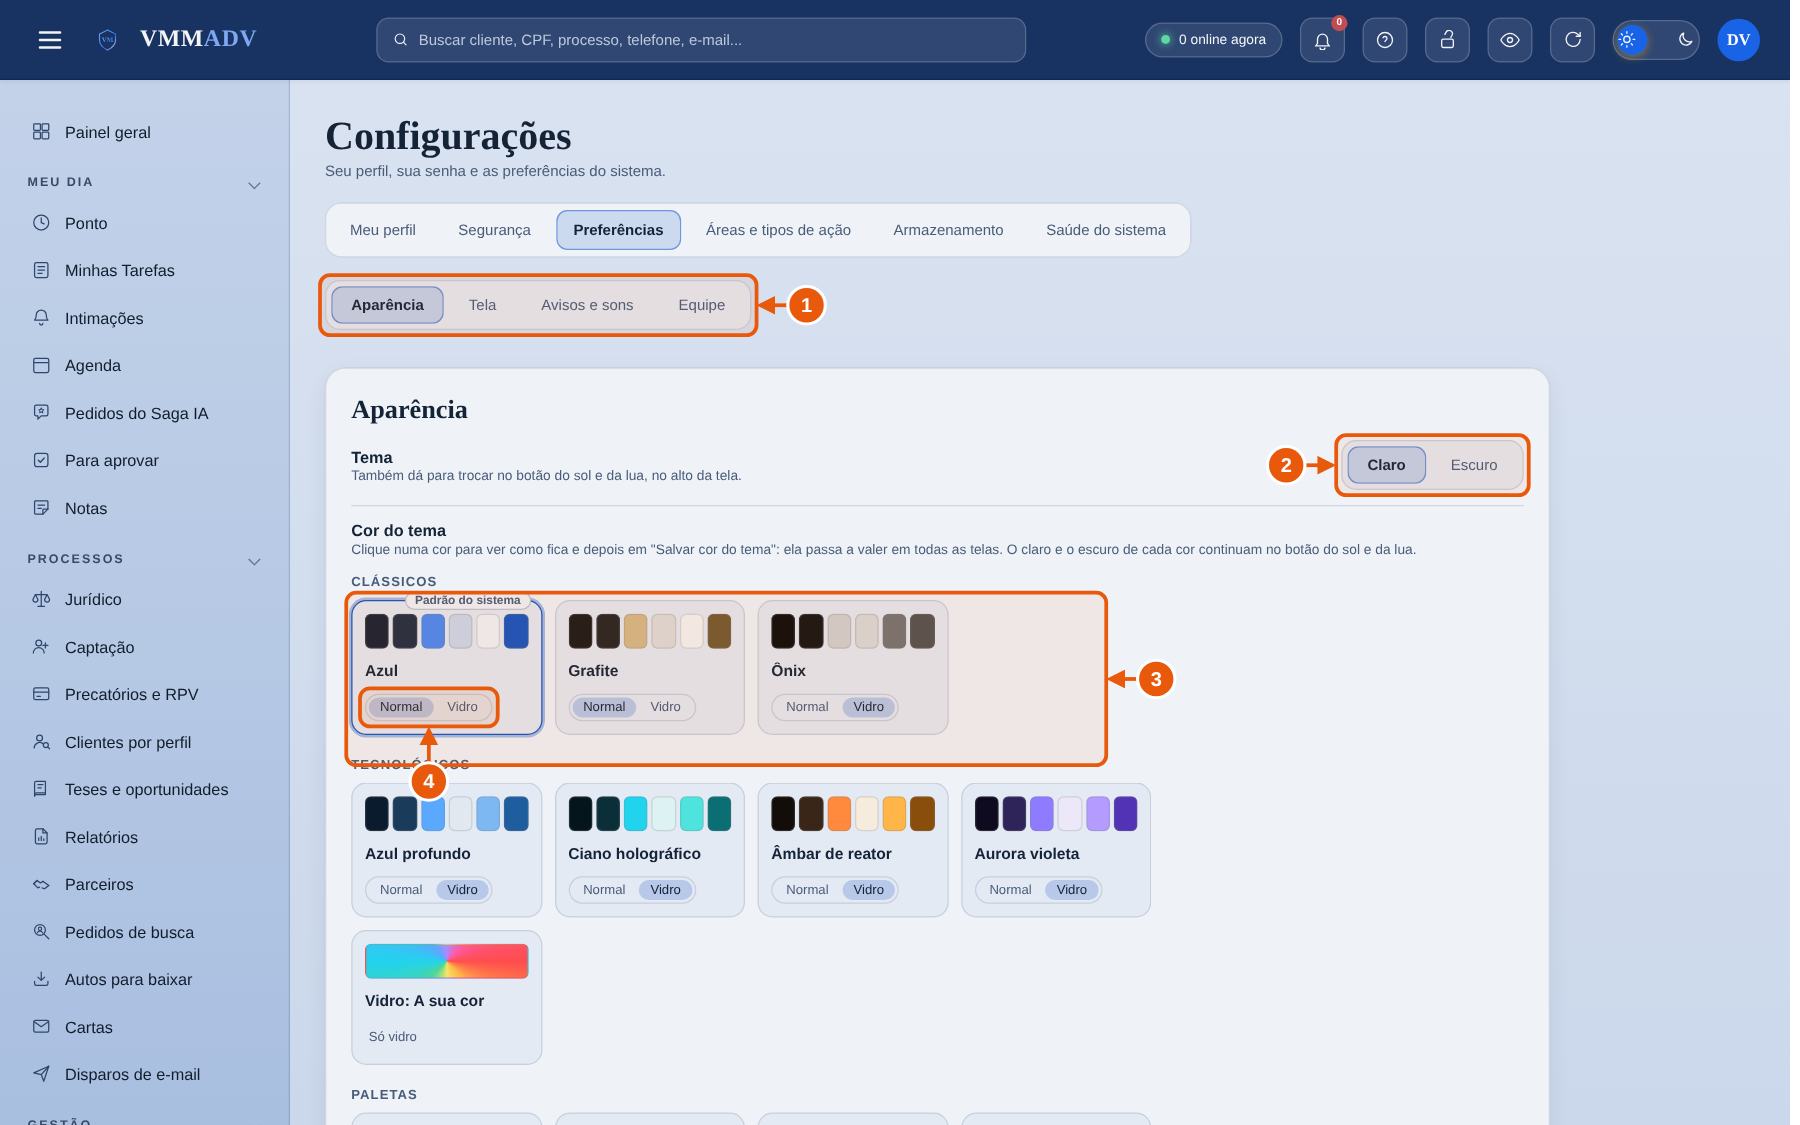 VMMADV
Buscar cliente, CPF, processo, telefone, e-mail...
0 online agora
0
DV
Painel geral
MEU DIA
Ponto
Minhas Tarefas
Intimações
Agenda
Pedidos do Saga IA
Para aprovar
Notas
PROCESSOS
Jurídico
Captação
Precatórios e RPV
Clientes por perfil
Teses e oportunidades
Relatórios
Parceiros
Pedidos de busca
Autos para baixar
Cartas
Disparos de e-mail
GESTÃO
Configurações
Seu perfil, sua senha e as preferências do sistema.
Meu perfil Segurança Preferências Áreas e tipos de ação Armazenamento Saúde do sistema
Aparência Tela Avisos e sons Equipe 1
Aparência
Tema
Também dá para trocar no botão do sol e da lua, no alto da tela.
2 Claro Escuro
Cor do tema
Clique numa cor para ver como fica e depois em "Salvar cor do tema": ela passa a valer em todas as telas. O claro e o escuro de cada cor continuam no botão do sol e da lua.
CLÁSSICOS
Padrão do sistema
Azul Grafite Ônix
3
Normal Vidro Normal Vidro Normal Vidro
TECNOLÓGICOS
4
Azul profundo Ciano holográfico Âmbar de reator Aurora violeta
Normal Vidro Normal Vidro Normal Vidro Normal Vidro
Vidro: A sua cor
Só vidro
PALETAS